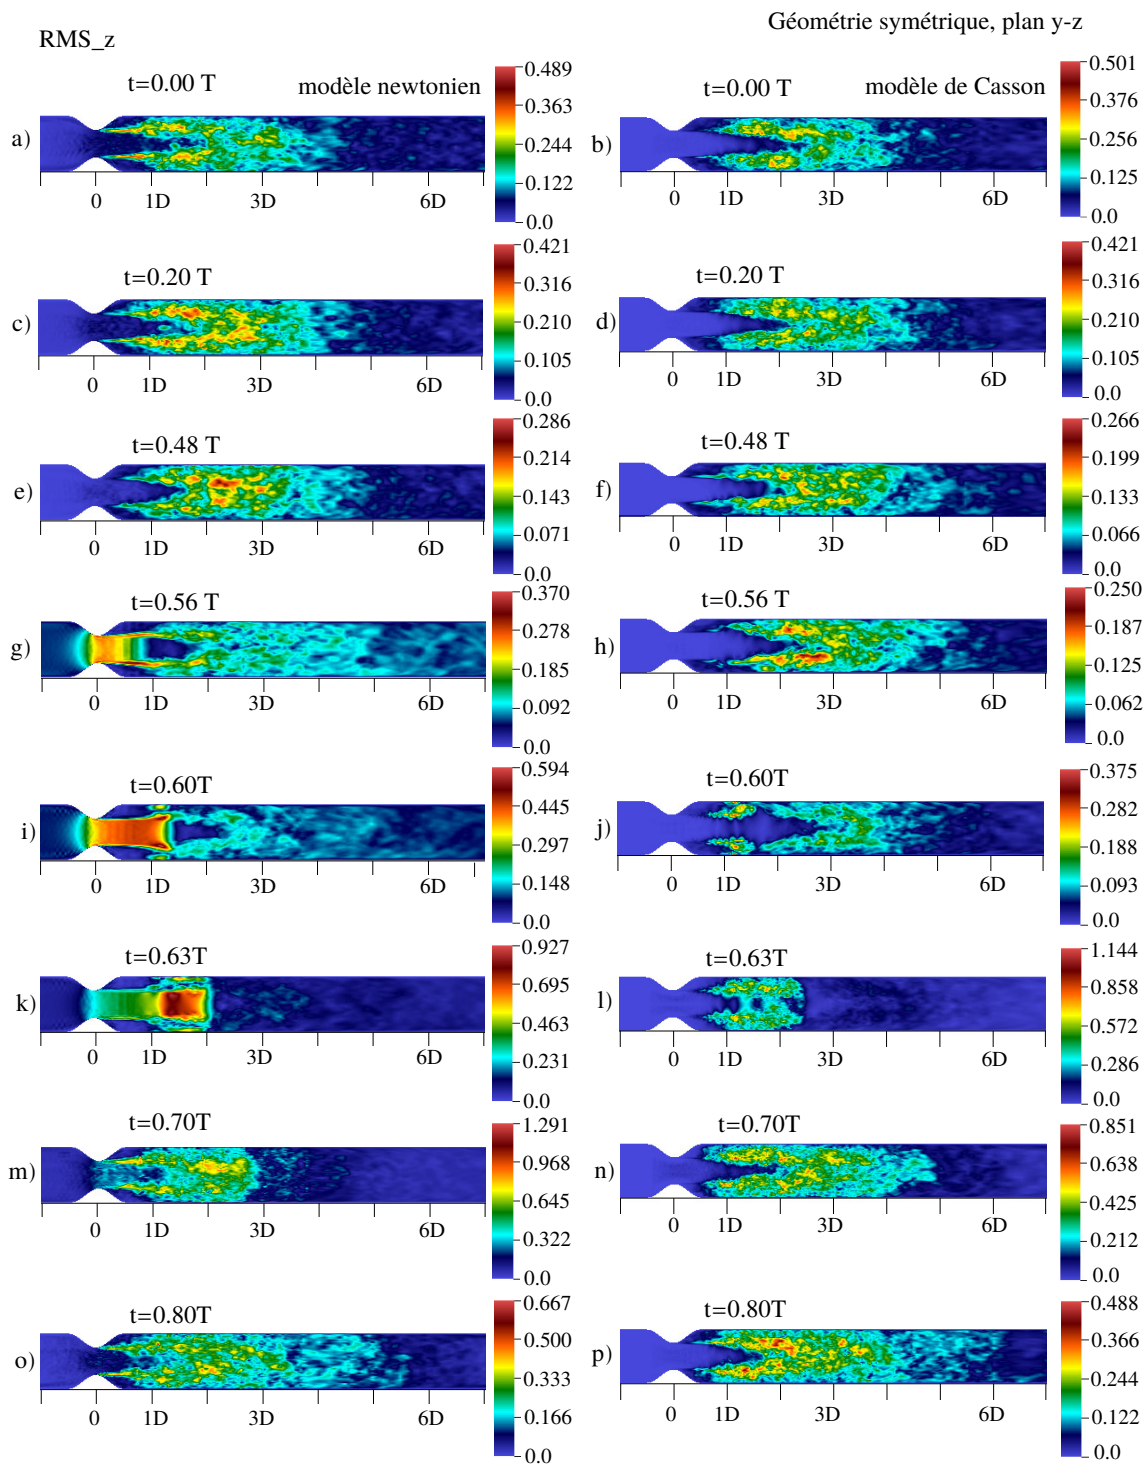 Géométrie symétrique, plan y-z
RMS_z
t=0.00 T
modèle newtonien
t=0.00 T
modèle de Casson
a)
0.489
0.363
0.244
0.122
0.0
0 1D 3D 6D
b)
0.501
0.376
0.256
0.125
0.0
0 1D 3D 6D
t=0.20 T
c)
0.421
0.316
0.210
0.105
0.0
0 1D 3D 6D
t=0.20 T
d)
0.421
0.316
0.210
0.105
0.0
0 1D 3D 6D
t=0.48 T
e)
0.286
0.214
0.143
0.071
0.0
0 1D 3D 6D
t=0.48 T
f)
0.266
0.199
0.133
0.066
0.0
0 1D 3D 6D
t=0.56 T
g)
0.370
0.278
0.185
0.092
0.0
0 1D 3D 6D
t=0.56 T
h)
0.250
0.187
0.125
0.062
0.0
0 1D 3D 6D
t=0.60T
i)
0.594
0.445
0.297
0.148
0.0
0 1D 3D 6D
t=0.60T
j)
0.375
0.282
0.188
0.093
0.0
0 1D 3D 6D
t=0.63T
k)
0.927
0.695
0.463
0.231
0.0
0 1D 3D 6D
t=0.63T
l)
1.144
0.858
0.572
0.286
0.0
0 1D 3D 6D
t=0.70T
m)
1.291
0.968
0.645
0.322
0.0
0 1D 3D 6D
t=0.70T
n)
0.851
0.638
0.425
0.212
0.0
0 1D 3D 6D
t=0.80T
o)
0.667
0.500
0.333
0.166
0.0
0 1D 3D 6D
t=0.80T
p)
0.488
0.366
0.244
0.122
0.0
0 1D 3D 6D